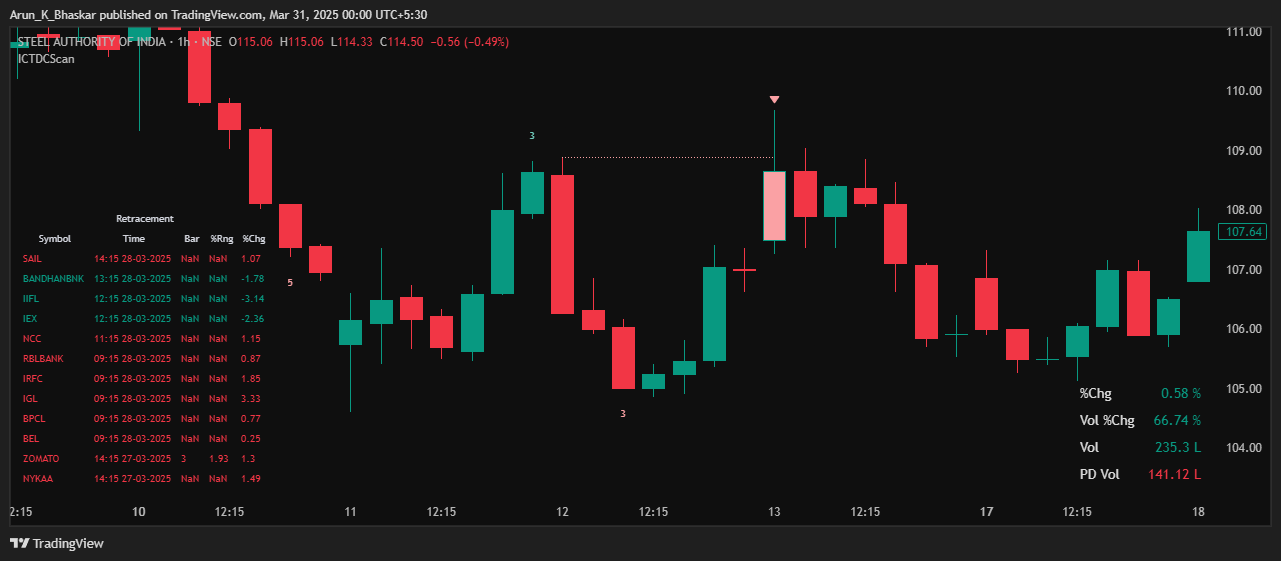 Arun_K_Bhaskar published on TradingView.com, Mar 31, 2025 00:00 UTC+5:30
STEEL AUTHORITY OF INDIA · 1h · NSE O115.06 H115.06 L114.33 C114.50 −0.56 (−0.49%)
ICTDCScan
111.00
110.00
109.00
108.00
107.64
107.00
106.00
105.00
104.00
3
5
3
Retracement
Symbol Time Bar %Rng %Chg
SAIL 14:15 28-03-2025 NaN NaN 1.07
BANDHANBNK 13:15 28-03-2025 NaN NaN -1.78
IIFL 12:15 28-03-2025 NaN NaN -3.14
IEX 12:15 28-03-2025 NaN NaN -2.36
NCC 11:15 28-03-2025 NaN NaN 1.15
RBLBANK 09:15 28-03-2025 NaN NaN 0.87
IRFC 09:15 28-03-2025 NaN NaN 1.85
IGL 09:15 28-03-2025 NaN NaN 3.33
BPCL 09:15 28-03-2025 NaN NaN 0.77
BEL 09:15 28-03-2025 NaN NaN 0.25
ZOMATO 14:15 27-03-2025 3 1.93 1.3
NYKAA 14:15 27-03-2025 NaN NaN 1.49
%Chg 0.58 %
Vol %Chg 66.74 %
Vol 235.3 L
PD Vol 141.12 L
2:15 10 12:15 11 12:15 12 12:15 13 12:15 17 12:15 18
TradingView